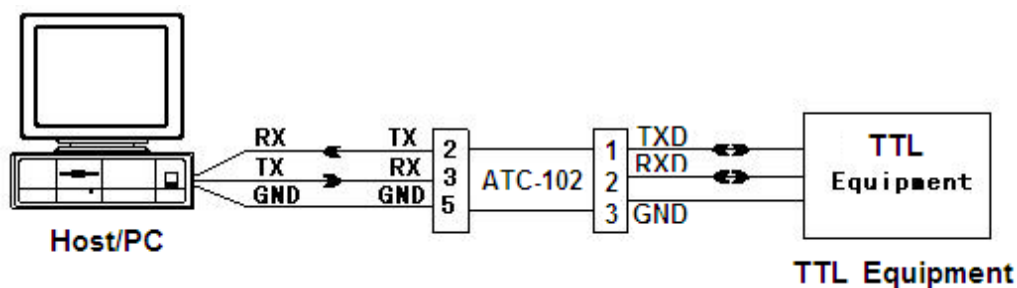 RX TX 2 1 TXD
TX RX 3 ATC-102 2 RXD
GND GND 5 3 GND
TTL
Equipment
Host/PC
TTL Equipment